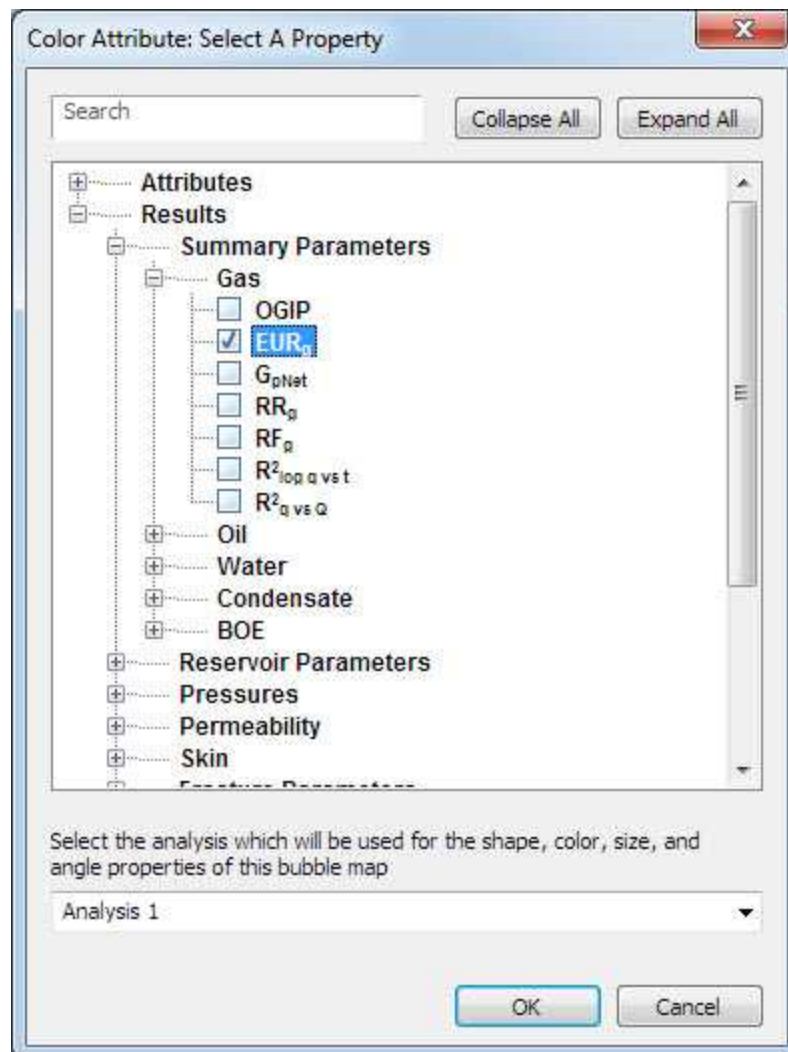 Color Attribute: Select A Property
Search
Collapse All
Expand All
Attributes
Results
Summary Parameters
Gas
OGIP
EURg
GpNet
RRg
RFg
R²log q vs t
R²q vs Q
Oil
Water
Condensate
BOE
Reservoir Parameters
Pressures
Permeability
Skin
Fracture Parameters
Select the analysis which will be used for the shape, color, size, and
angle properties of this bubble map
Analysis 1
OK
Cancel